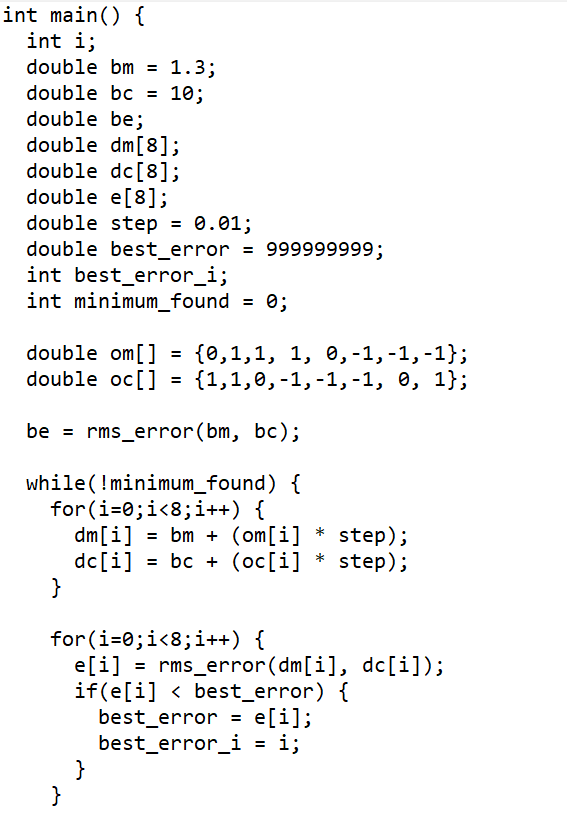 int main() {
  int i;
  double bm = 1.3;
  double bc = 10;
  double be;
  double dm[8];
  double dc[8];
  double e[8];
  double step = 0.01;
  double best_error = 999999999;
  int best_error_i;
  int minimum_found = 0;

  double om[] = {0,1,1, 1, 0,-1,-1,-1};
  double oc[] = {1,1,0,-1,-1,-1, 0, 1};

  be = rms_error(bm, bc);

  while(!minimum_found) {
    for(i=0;i<8;i++) {
      dm[i] = bm + (om[i] * step);
      dc[i] = bc + (oc[i] * step);
    }

    for(i=0;i<8;i++) {
      e[i] = rms_error(dm[i], dc[i]);
      if(e[i] < best_error) {
        best_error = e[i];
        best_error_i = i;
      }
    }